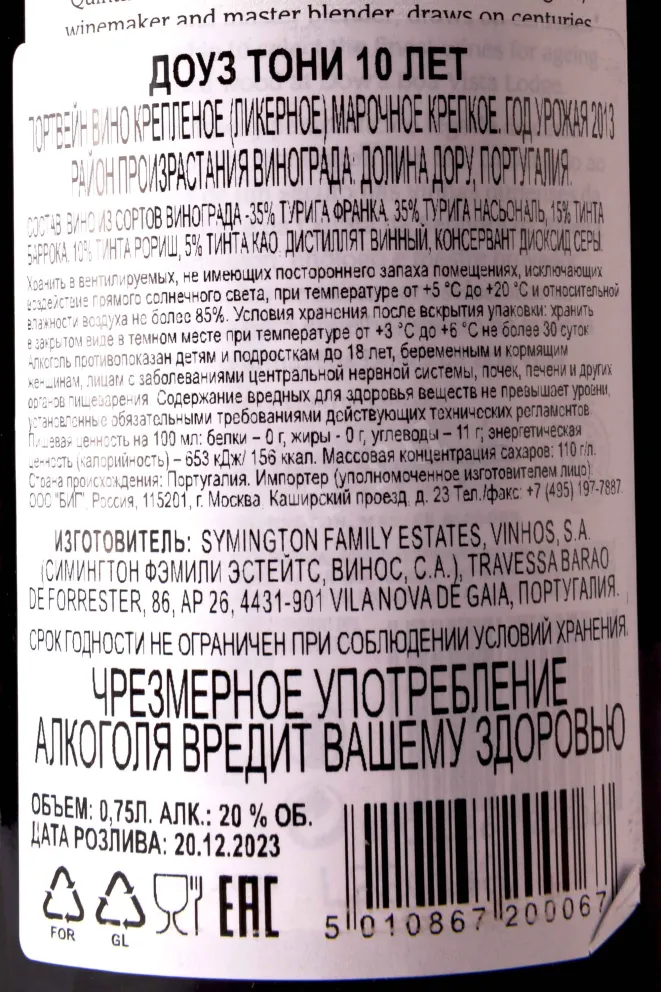 winemaker and master blender, draws on centuries
ДОУЗ ТОНИ 10 ЛЕТ
ПОРТВЕЙН ВИНО КРЕПЛЕНОЕ (ЛИКЕРНОЕ) МАРОЧНОЕ КРЕПКОЕ. ГОД УРОЖАЯ 2013
РАЙОН ПРОИЗРАСТАНИЯ ВИНОГРАДА: ДОЛИНА ДОРУ, ПОРТУГАЛИЯ.
СОСТАВ: ВИНО ИЗ СОРТОВ ВИНОГРАДА -35% ТУРИГА ФРАНКА, 35% ТУРИГА НАСЬОНАЛЬ, 15% ТИНТА
БАРРОКА, 10% ТИНТА РОРИШ, 5% ТИНТА КАО. ДИСТИЛЛЯТ ВИННЫЙ, КОНСЕРВАНТ ДИОКСИД СЕРЫ.
Хранить в вентилируемых, не имеющих постороннего запаха помещениях, исключающих
воздействие прямого солнечного света, при температуре от +5 °С до +20 °С и относительной
влажности воздуха не более 85%. Условия хранения после вскрытия упаковки: хранить
в закрытом виде в темном месте при температуре от +3 °С до +6 °С не более 30 суток
Алкоголь противопоказан детям и подросткам до 18 лет, беременным и кормящим
женщинам, лицам с заболеваниями центральной нервной системы, почек, печени и других
органов пищеварения. Содержание вредных для здоровья веществ не превышает уровни,
установленные обязательными требованиями действующих технических регламентов.
Пищевая ценность на 100 мл: белки – 0 г, жиры - 0 г, углеводы – 11 г; энергетическая
ценность (калорийность) – 653 кДж/ 156 ккал. Массовая концентрация сахаров: 110 г/л.
Страна происхождения: Португалия. Импортер (уполномоченное изготовителем лицо):
ООО "БИГ", Россия, 115201, г. Москва, Каширский проезд, д. 23 Тел./факс: +7 (495) 197-7887.
ИЗГОТОВИТЕЛЬ: SYMINGTON FAMILY ESTATES, VINHOS, S.A.
(СИМИНГТОН ФЭМИЛИ ЭСТЕЙТС, ВИНОС, С.А.), TRAVESSA BARAO
DE FORRESTER, 86, AP 26, 4431-901 VILA NOVA DE GAIA, ПОРТУГАЛИЯ.
СРОК ГОДНОСТИ НЕ ОГРАНИЧЕН ПРИ СОБЛЮДЕНИИ УСЛОВИЙ ХРАНЕНИЯ.
ЧРЕЗМЕРНОЕ УПОТРЕБЛЕНИЕ
АЛКОГОЛЯ ВРЕДИТ ВАШЕМУ ЗДОРОВЬЮ
ОБЪЕМ: 0,75Л. АЛК.: 20 % ОБ.
ДАТА РОЗЛИВА: 20.12.2023
FOR GL EAC
5 010867 200067